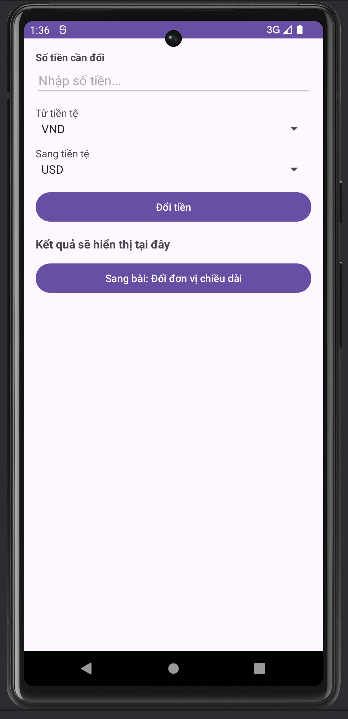 1:36
3G
Số tiền cần đổi
Nhập số tiền...
Từ tiền tệ
VND
Sang tiền tệ
USD
Đổi tiền
Kết quả sẽ hiển thị tại đây
Sang bài: Đổi đơn vị chiều dài